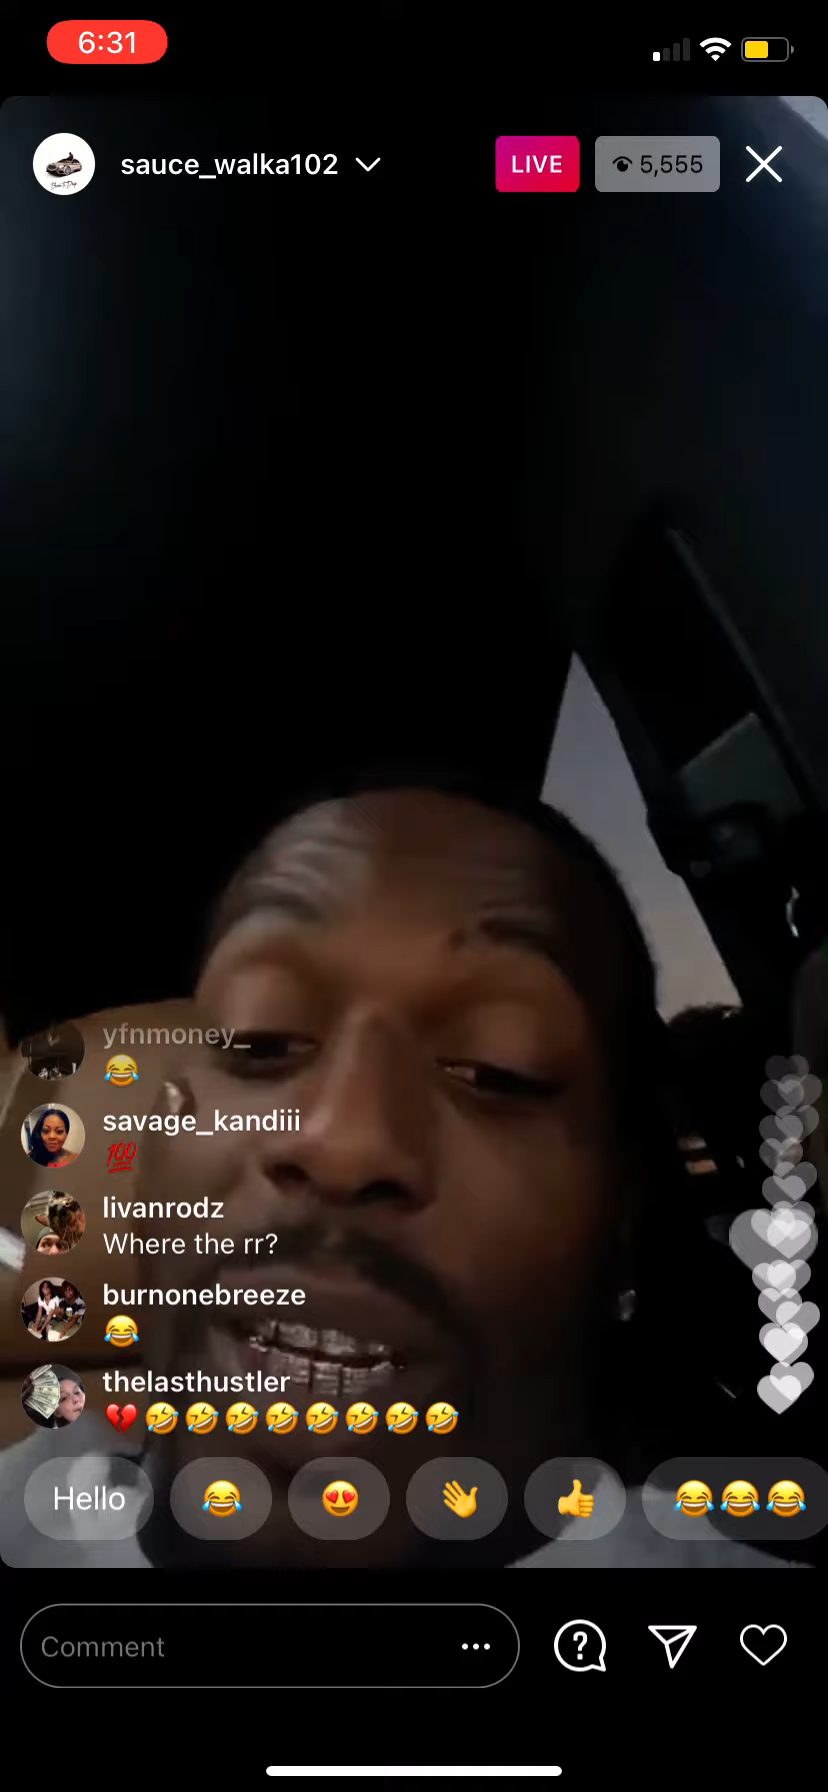 6:31
sauce_walka102
LIVE
5,555
yfnmoney_
😂
savage_kandiii
💯
livanrodz
Where the rr?
burnonebreeze
😂
thelasthustler
💔🤣🤣🤣🤣🤣🤣🤣🤣
Hello 😂 😍 👋 👍 😂😂😂
Comment